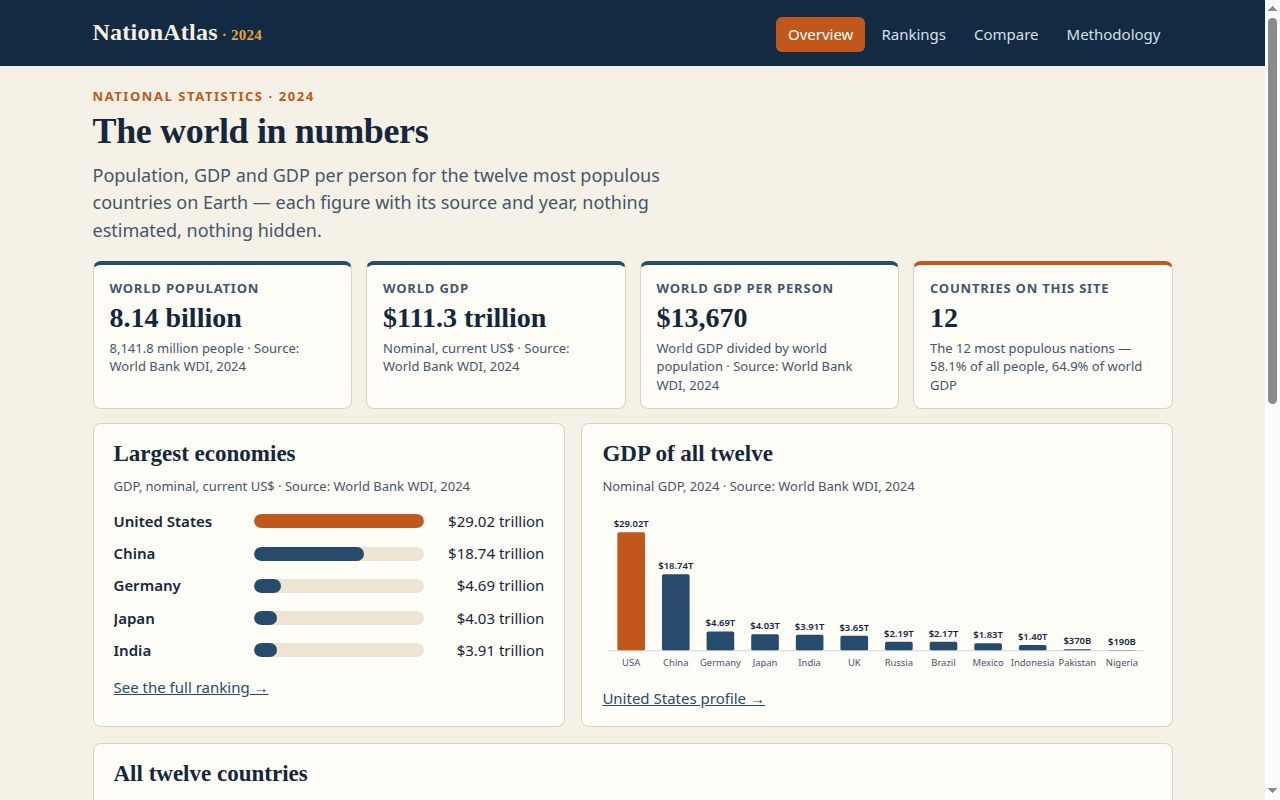 NationAtlas · 2024
Overview Rankings Compare Methodology
NATIONAL STATISTICS · 2024
The world in numbers
Population, GDP and GDP per person for the twelve most populous
countries on Earth — each figure with its source and year, nothing
estimated, nothing hidden.
WORLD POPULATION
8.14 billion
8,141.8 million people · Source:
World Bank WDI, 2024
WORLD GDP
$111.3 trillion
Nominal, current US$ · Source:
World Bank WDI, 2024
WORLD GDP PER PERSON
$13,670
World GDP divided by world
population · Source: World Bank
WDI, 2024
COUNTRIES ON THIS SITE
12
The 12 most populous nations —
58.1% of all people, 64.9% of world
GDP
Largest economies
GDP, nominal, current US$ · Source: World Bank WDI, 2024
United States $29.02 trillion
China $18.74 trillion
Germany $4.69 trillion
Japan $4.03 trillion
India $3.91 trillion
See the full ranking →
GDP of all twelve
Nominal GDP, 2024 · Source: World Bank WDI, 2024
$29.02T $18.74T $4.69T $4.03T $3.91T $3.65T $2.19T $2.17T $1.83T $1.40T $370B $190B
USA China Germany Japan India UK Russia Brazil Mexico Indonesia Pakistan Nigeria
United States profile →
All twelve countries